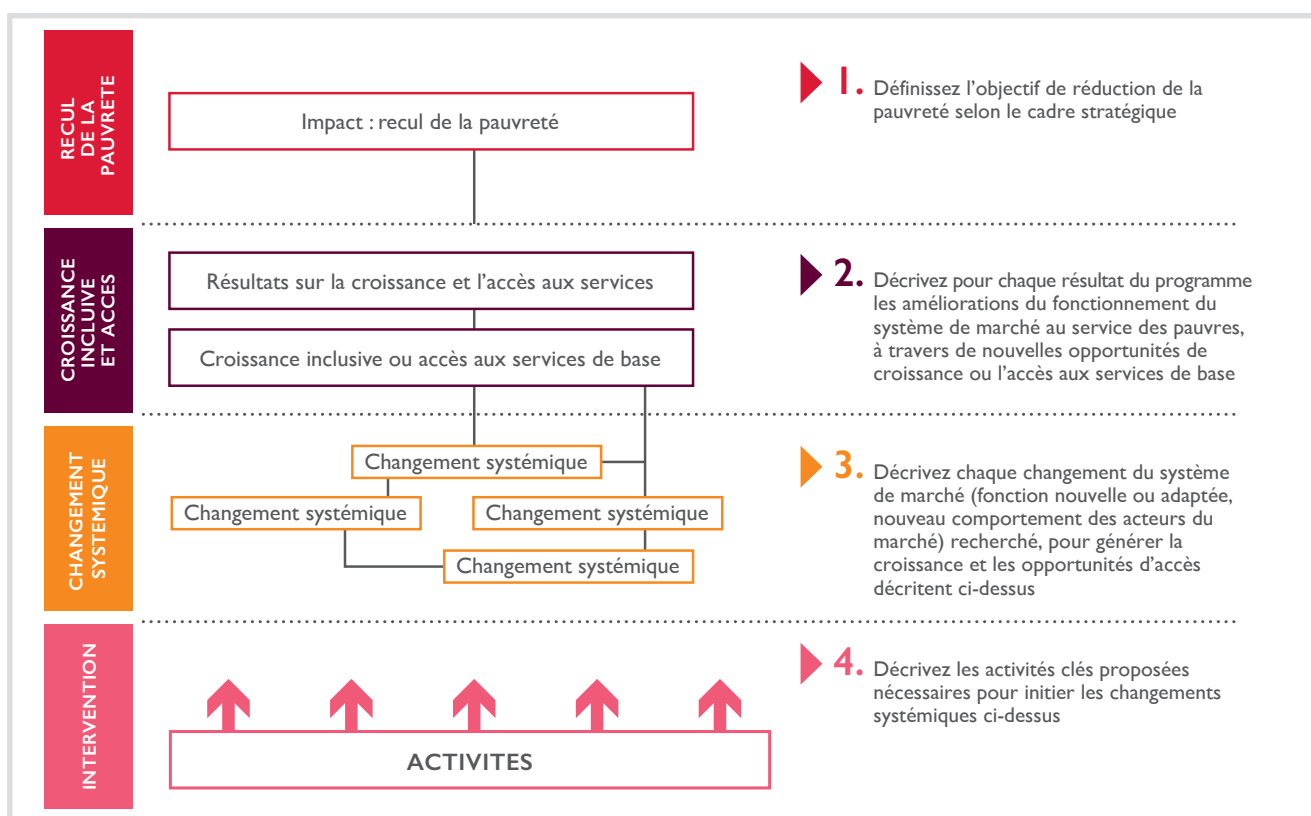 RECUL
DE LA
PAUVRETE
Impact : recul de la pauvreté
1. Définissez l’objectif de réduction de la
pauvreté selon le cadre stratégique
CROISSANCE
INCLUSIVE
ET ACCES
Résultats sur la croissance et l’accès aux services
Croissance inclusive ou accès aux services de base
2. Décrivez pour chaque résultat du programme
les améliorations du fonctionnement du
système de marché au service des pauvres,
à travers de nouvelles opportunités de
croissance ou l’accès aux services de base
CHANGEMENT
SYSTEMIQUE
Changement systémique
Changement systémique
Changement systémique
Changement systémique
3. Décrivez chaque changement du système
de marché (fonction nouvelle ou adaptée,
nouveau comportement des acteurs du
marché) recherché, pour générer la
croissance et les opportunités d’accès
décritent ci-dessus
INTERVENTION
ACTIVITES
4. Décrivez les activités clés proposées
nécessaires pour initier les changements
systémiques ci-dessus